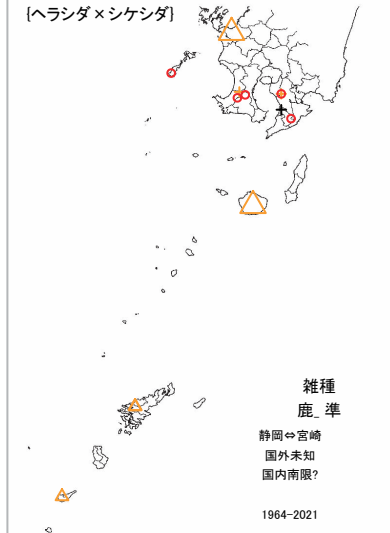 {ヘラシダ×シケシダ}
雑種
鹿_準
静岡⇔宮崎
国外未知
国内南限?
1964-2021